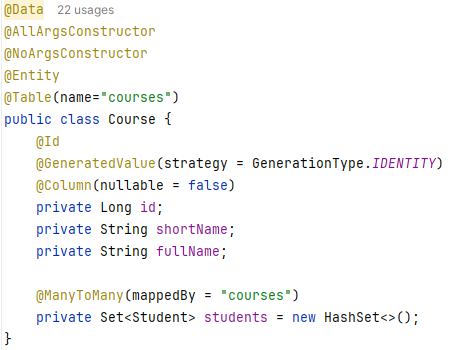 @Data 22 usages
@AllArgsConstructor
@NoArgsConstructor
@Entity
@Table(name="courses")
public class Course {
    @Id
    @GeneratedValue(strategy = GenerationType.IDENTITY)
    @Column(nullable = false)
    private Long id;
    private String shortName;
    private String fullName;

    @ManyToMany(mappedBy = "courses")
    private Set<Student> students = new HashSet<>();
}